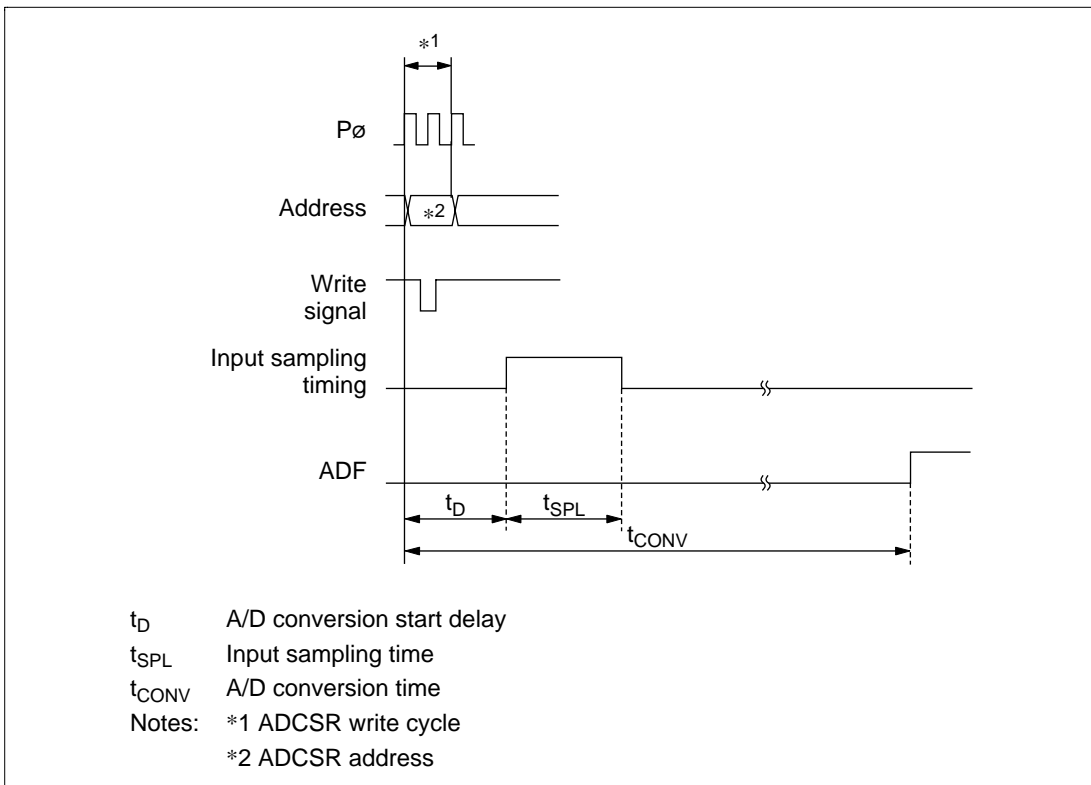 *1
Pø
Address
*2
Write
signal
Input sampling
timing
ADF
tD
tSPL
tCONV
tD A/D conversion start delay
tSPL Input sampling time
tCONV A/D conversion time
Notes: *1 ADCSR write cycle
*2 ADCSR address